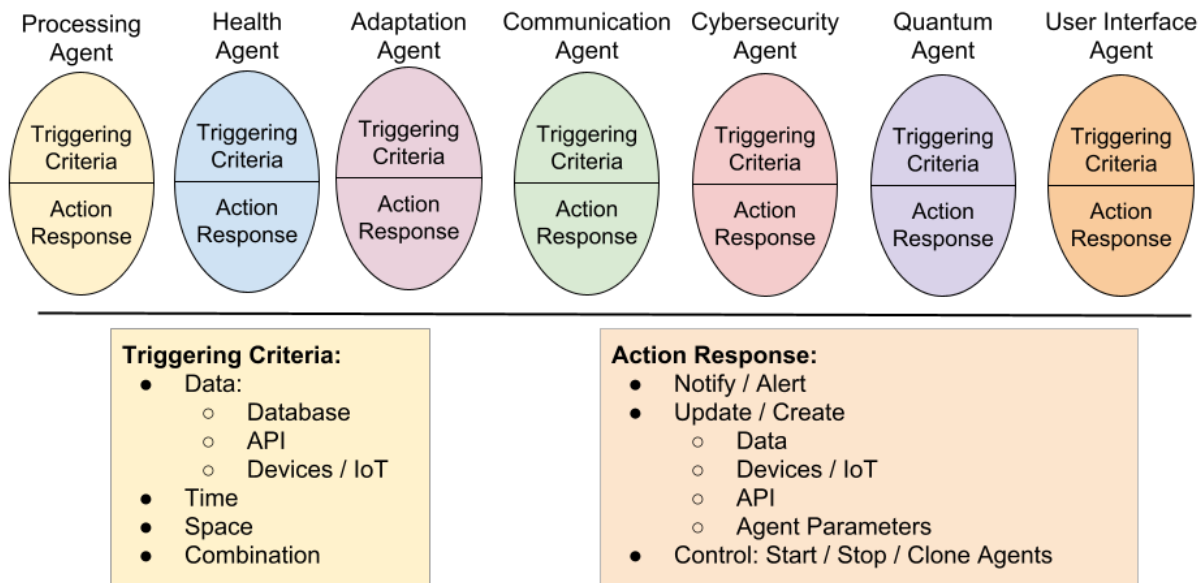 Processing Agent
Health Agent
Adaptation Agent
Communication Agent
Cybersecurity Agent
Quantum Agent
User Interface Agent
Triggering Criteria
Action Response
Triggering Criteria
Action Response
Triggering Criteria
Action Response
Triggering Criteria
Action Response
Triggering Criteria
Action Response
Triggering Criteria
Action Response
Triggering Criteria
Action Response
Triggering Criteria:
● Data:
○ Database
○ API
○ Devices / IoT
● Time
● Space
● Combination
Action Response:
● Notify / Alert
● Update / Create
○ Data
○ Devices / IoT
○ API
○ Agent Parameters
● Control: Start / Stop / Clone Agents